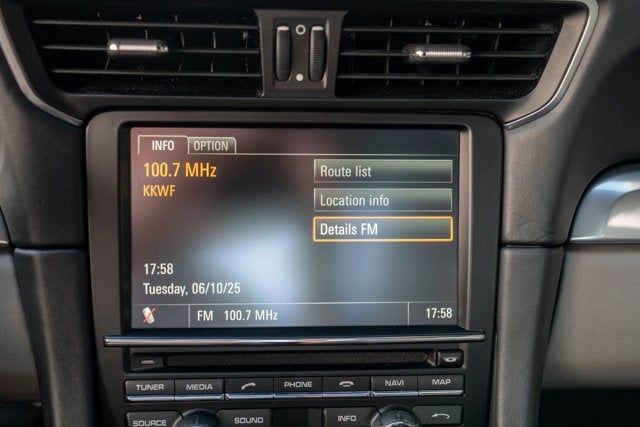 INFO OPTION
100.7 MHz
KKWF
Route list
Location info
Details FM
17:58
Tuesday, 06/10/25
FM 100.7 MHz 17:58
TUNER MEDIA PHONE NAVI MAP
SOURCE SOUND INFO